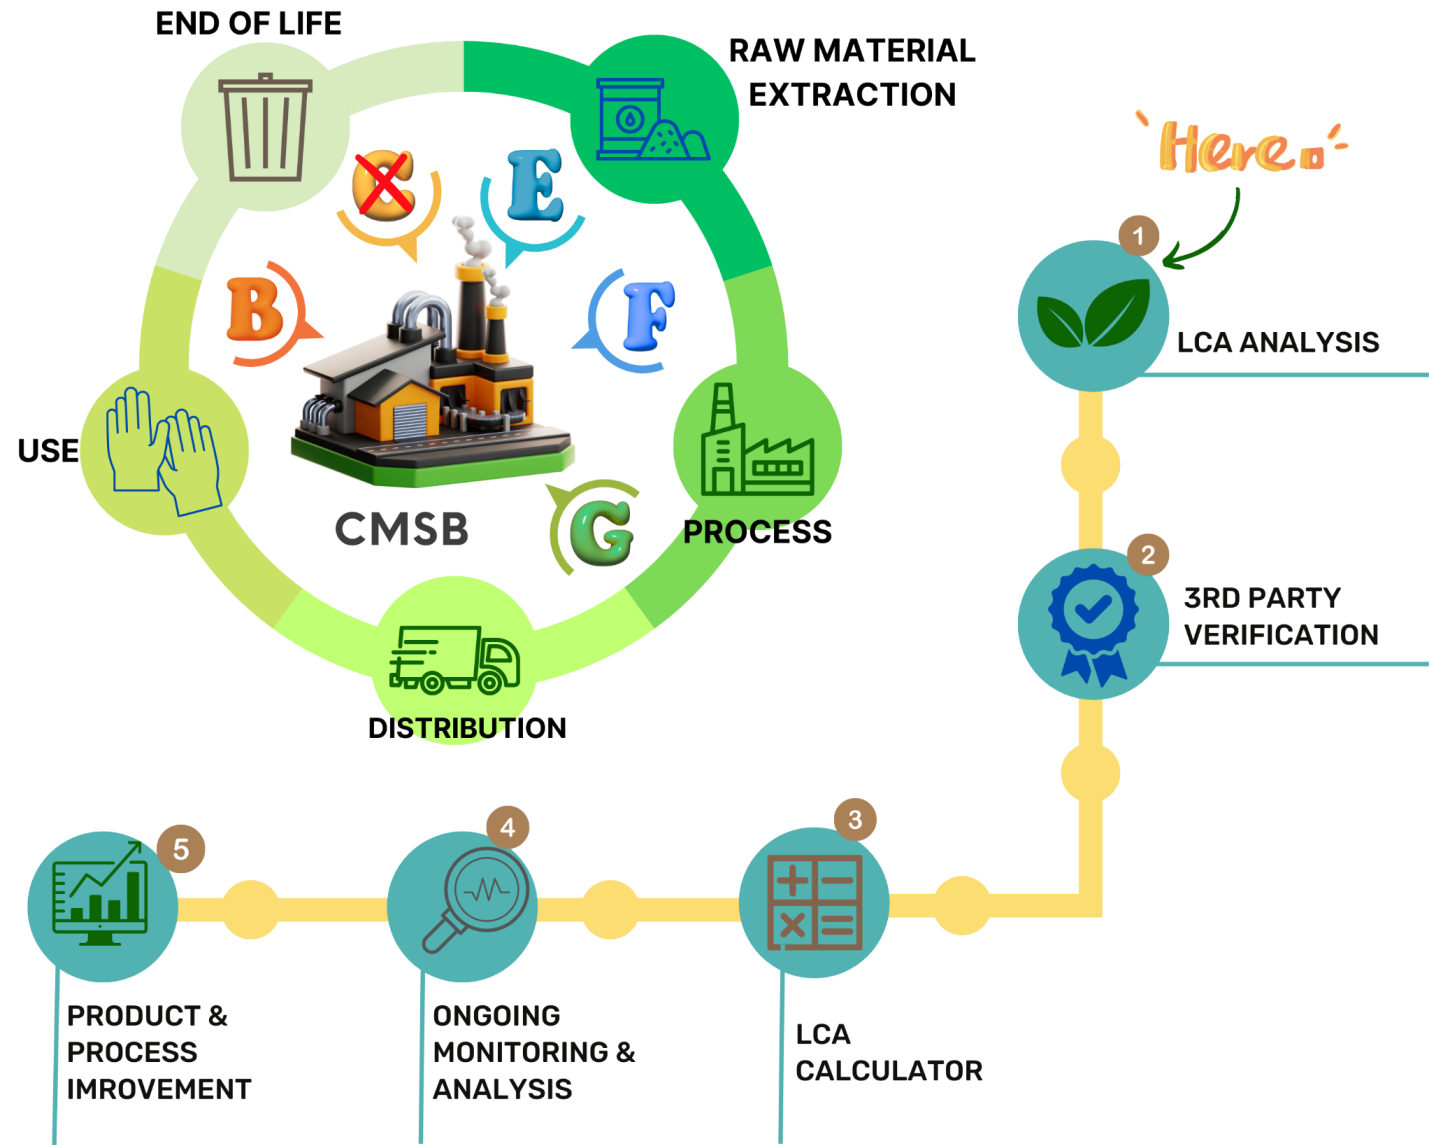 END OF LIFE
RAW MATERIAL
EXTRACTION
C
E
B
F
USE
CMSB
G
PROCESS
DISTRIBUTION
Here
1
LCA ANALYSIS
2
3RD PARTY
VERIFICATION
3
LCA
CALCULATOR
4
ONGOING
MONITORING &
ANALYSIS
5
PRODUCT &
PROCESS
IMROVEMENT